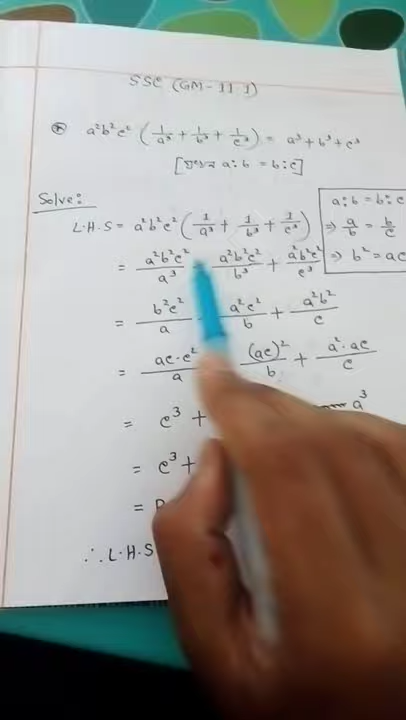 SSC (GM-11.1)
* a²b²c² (1/a³ + 1/b³ + 1/c³) = a³ + b³ + c³
[যেখানে a:b = b:c]
Solve:
L.H.S = a²b²c² (1/a³ + 1/b³ + 1/c³)
= a²b²c²/a³ a²b²c²/b³ + a²b²c²/c³
= b²c²/a a²c²/b + a²b²/c
= ac·c²/a (ac)²/b + a²·ac/c
= c³ + a³
= c³ +
=
∴ L.H.S
a:b = b:c
⇒ a/b = b/c
⇒ b² = ac